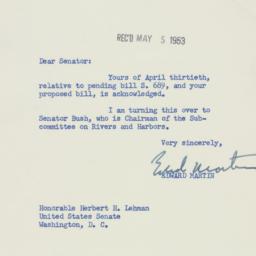 REC'D MAY 5 1953
Dear Senator:
Yours of April thirtieth,
relative to pending bill S. 689, and your
proposed bill, is acknowledged.
I am turning this over to
Senator Bush, who is Chairman of the Sub-
committee on Rivers and Harbors.
Very sincerely,
Edward Martin
EDWARD MARTIN
Honorable Herbert H. Lehman
United States Senate
Washington, D. C.